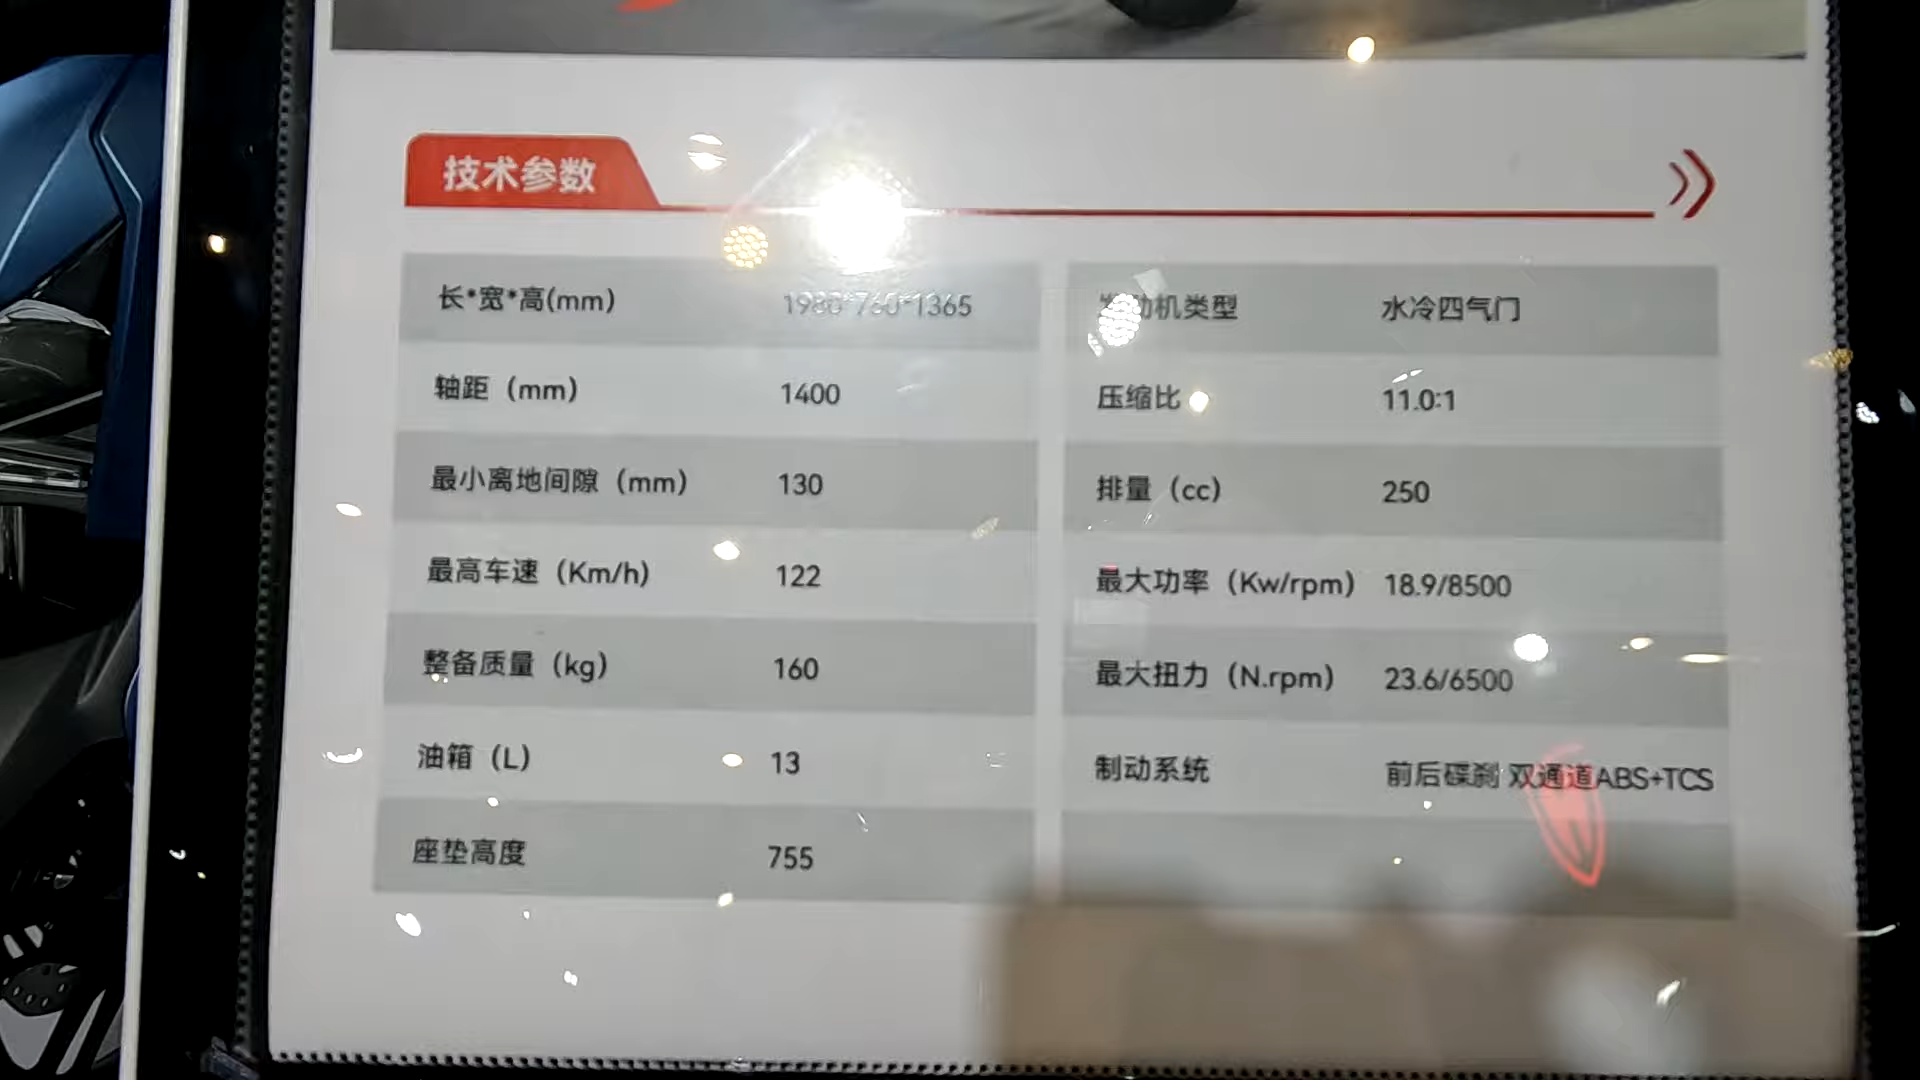 技术参数
长*宽*高(mm) 1980*760*1365
轴距（mm） 1400
最小离地间隙（mm） 130
最高车速（Km/h） 122
整备质量（kg） 160
油箱（L） 13
座垫高度 755
发动机类型 水冷四气门
压缩比 11.0:1
排量（cc） 250
最大功率（Kw/rpm） 18.9/8500
最大扭力（N.rpm） 23.6/6500
制动系统 前后碟刹 双通道ABS+TCS